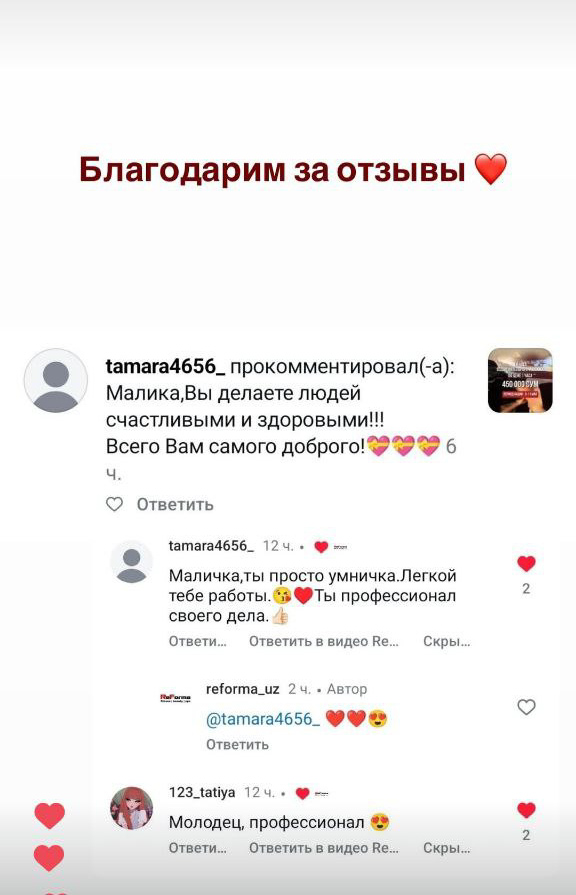 Благодарим за отзывы ❤️
tamara4656_ прокомментировал(-а):
Малика,Вы делаете людей
счастливыми и здоровыми!!!
Всего Вам самого доброго!💝💝💝 6
ч.
450 000 СУМ
Ответить
tamara4656_ 12 ч. • ❤️
Маличка,ты просто умничка.Легкой
тебе работы.😘❤️Ты профессионал
своего дела.👍🏻
2
Ответи... Ответить в видео Re... Скры...
ReForma
reforma_uz 2 ч. • Автор
@tamara4656_ ❤️❤️😍
Ответить
123_tatiya 12 ч. • ❤️
Молодец, профессионал 😍
2
Ответи... Ответить в видео Re... Скры...